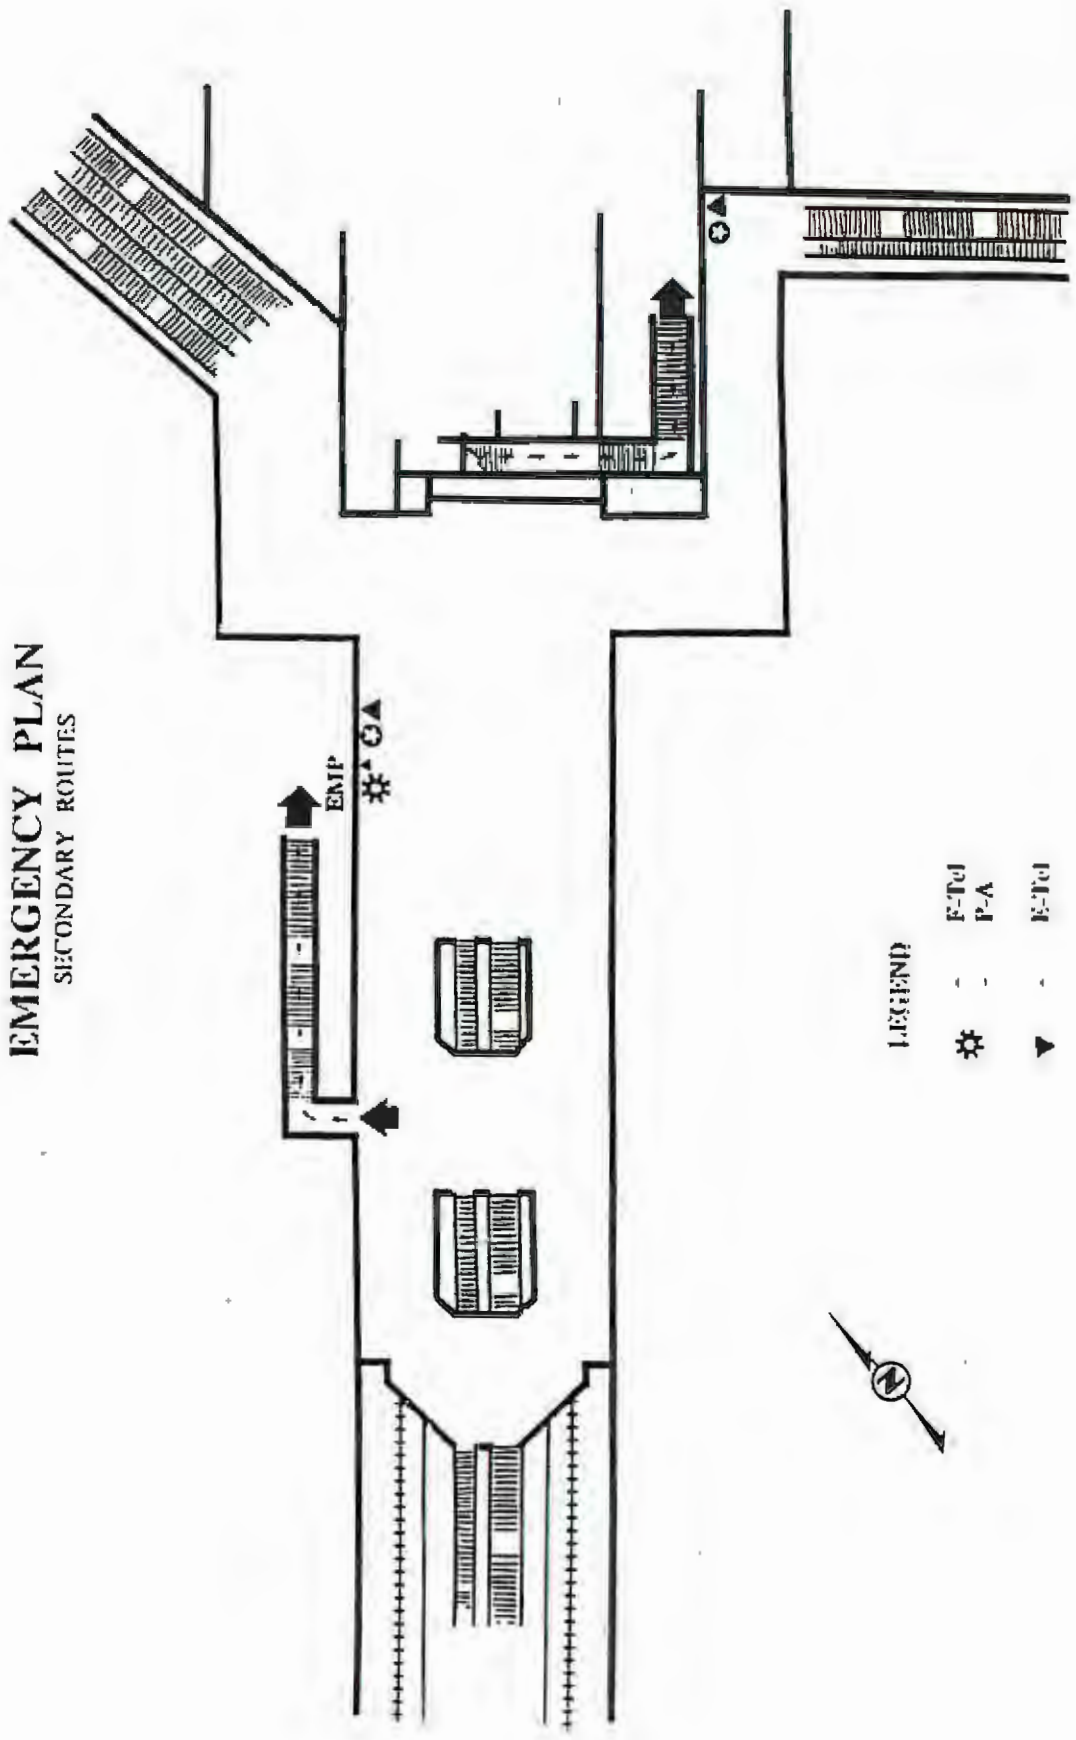 EMERGENCY PLAN
SECONDARY ROUTES
EMP
N
LEGEND
F-Tel
P-A
E-Tel